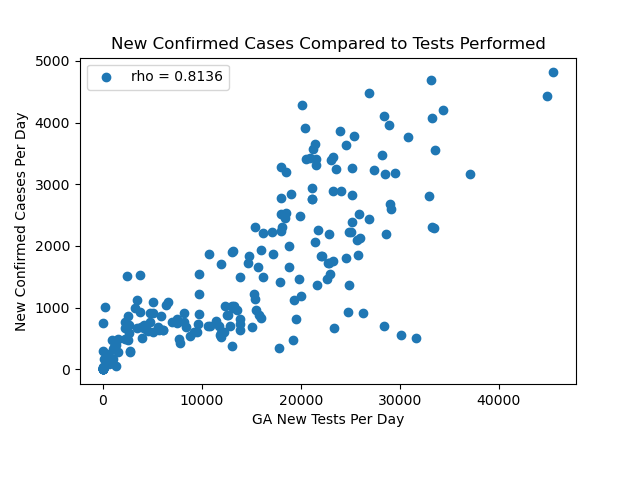 New Confirmed Cases Compared to Tests Performed
rho = 0.8136
New Confirmed Caeses Per Day
5000
4000
3000
2000
1000
0
0 10000 20000 30000 40000
GA New Tests Per Day